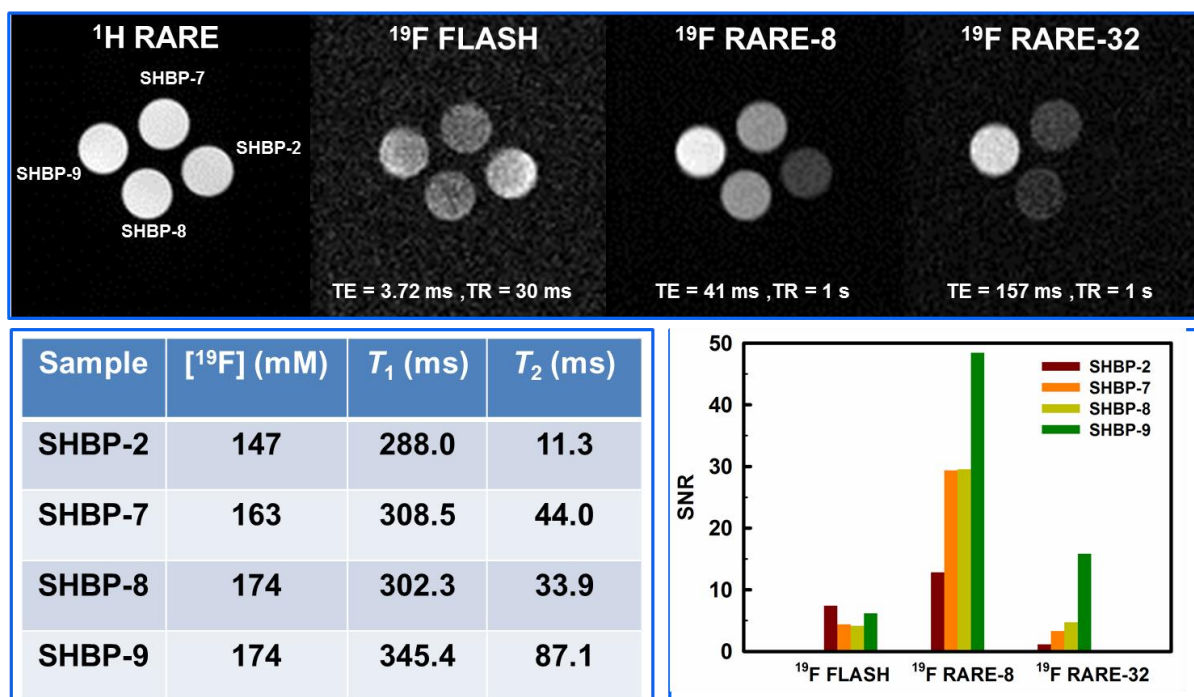 ¹H RARE
¹⁹F FLASH
¹⁹F RARE-8
¹⁹F RARE-32
SHBP-7
SHBP-2
SHBP-9
SHBP-8
TE = 3.72 ms ,TR = 30 ms
TE = 41 ms ,TR = 1 s
TE = 157 ms ,TR = 1 s
Sample [¹⁹F] (mM) T₁ (ms) T₂ (ms)
SHBP-2 147 288.0 11.3
SHBP-7 163 308.5 44.0
SHBP-8 174 302.3 33.9
SHBP-9 174 345.4 87.1
50
40
30
20
10
0
SNR
SHBP-2
SHBP-7
SHBP-8
SHBP-9
¹⁹F FLASH ¹⁹F RARE-8 ¹⁹F RARE-32